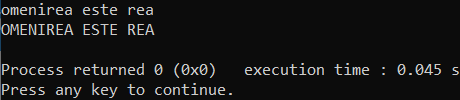 omenirea este rea
OMENIREA ESTE REA
Process returned 0 (0x0)   execution time : 0.045 s
Press any key to continue.